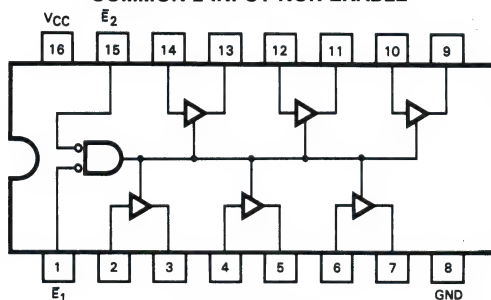 COMMON 2-INPUT NOR ENABLE
VCC Ē2
16 15 14 13 12 11 10 9
1 2 3 4 5 6 7 8
Ē1 GND